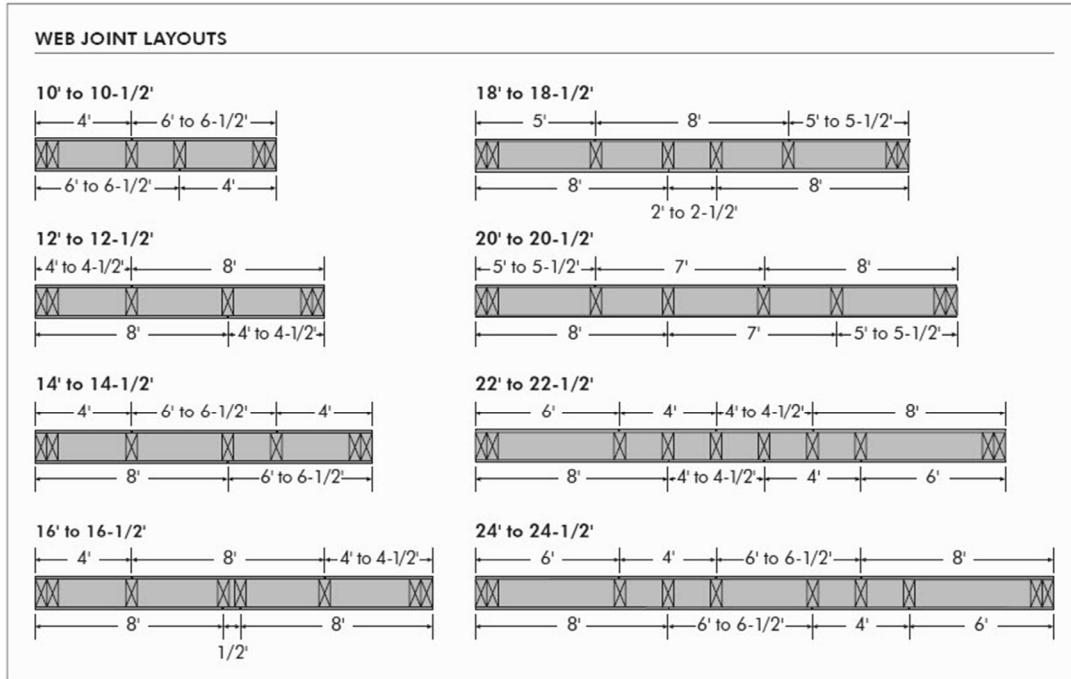 WEB JOINT LAYOUTS
10' to 10-1/2'
4' 6' to 6-1/2'
6' to 6-1/2' 4'
12' to 12-1/2'
4' to 4-1/2' 8'
8' 4' to 4-1/2'
14' to 14-1/2'
4' 6' to 6-1/2' 4'
8' 6' to 6-1/2'
16' to 16-1/2'
4' 8' 4' to 4-1/2'
8' 8'
1/2'
18' to 18-1/2'
5' 8' 5' to 5-1/2'
8' 8'
2' to 2-1/2'
20' to 20-1/2'
5' to 5-1/2' 7' 8'
8' 7' 5' to 5-1/2'
22' to 22-1/2'
6' 4' 4' to 4-1/2' 8'
8' 4' to 4-1/2' 4' 6'
24' to 24-1/2'
6' 4' 6' to 6-1/2' 8'
8' 6' to 6-1/2' 4' 6'